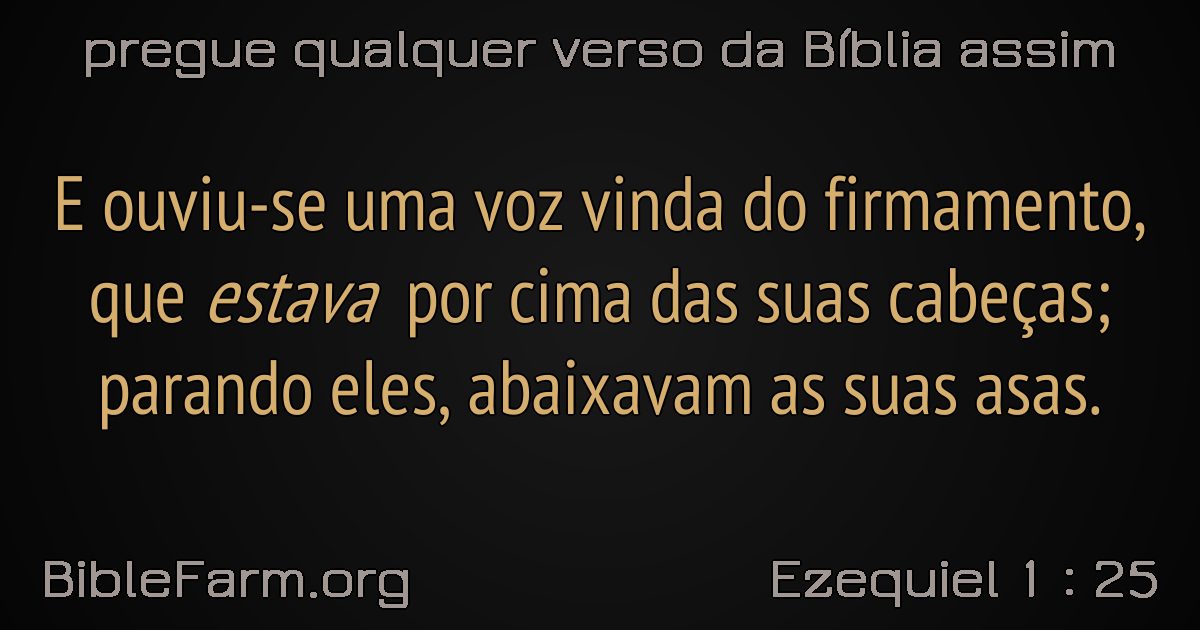 pregue qualquer verso da Bíblia assim
E ouviu-se uma voz vinda do firmamento,
que estava por cima das suas cabeças;
parando eles, abaixavam as suas asas.
BibleFarm.org
Ezequiel 1 : 25